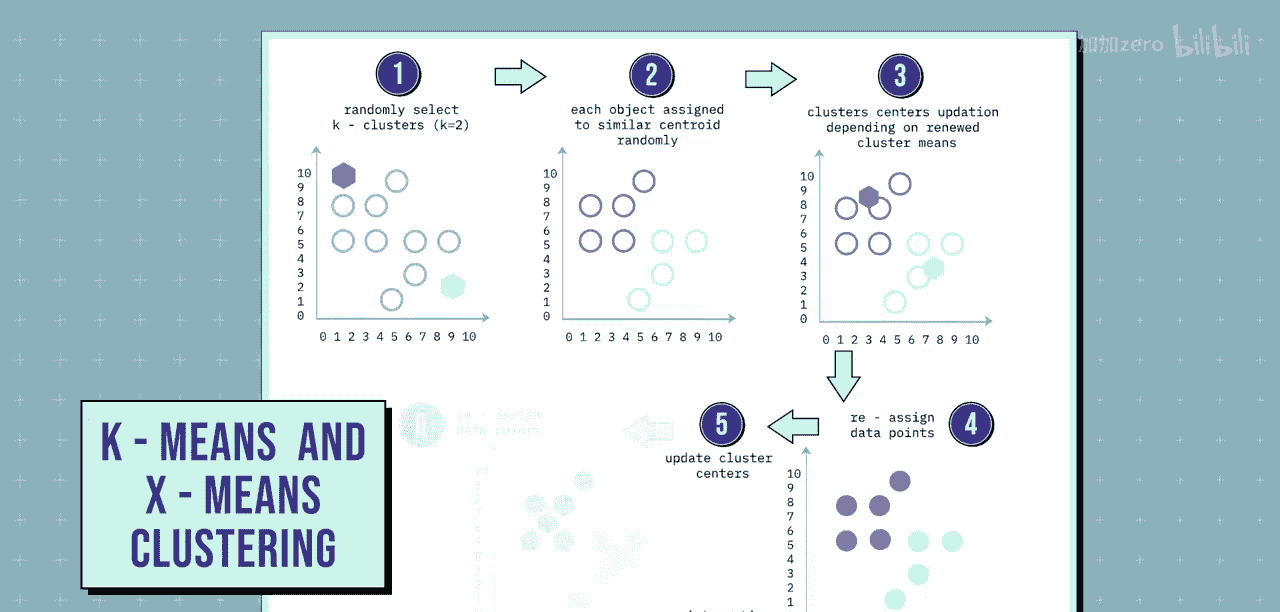 加加zero bilibili
1
randomly select
k - clusters (k=2)
2
each object assigned
to similar centroid
randomly
3
clusters centers updation
depending on renewed
cluster means
10
9
8
7
6
5
4
3
2
1
0
0 1 2 3 4 5 6 7 8 9 10
10
9
8
7
6
5
4
3
2
1
0
0 1 2 3 4 5 6 7 8 9 10
10
9
8
7
6
5
4
3
2
1
0
0 1 2 3 4 5 6 7 8 9 10
4
re - assign
data points
10
9
8
7
6
5
4
3
2
1
5
update cluster
centers
6
re - assign
data points
K - MEANS AND
X - MEANS
CLUSTERING